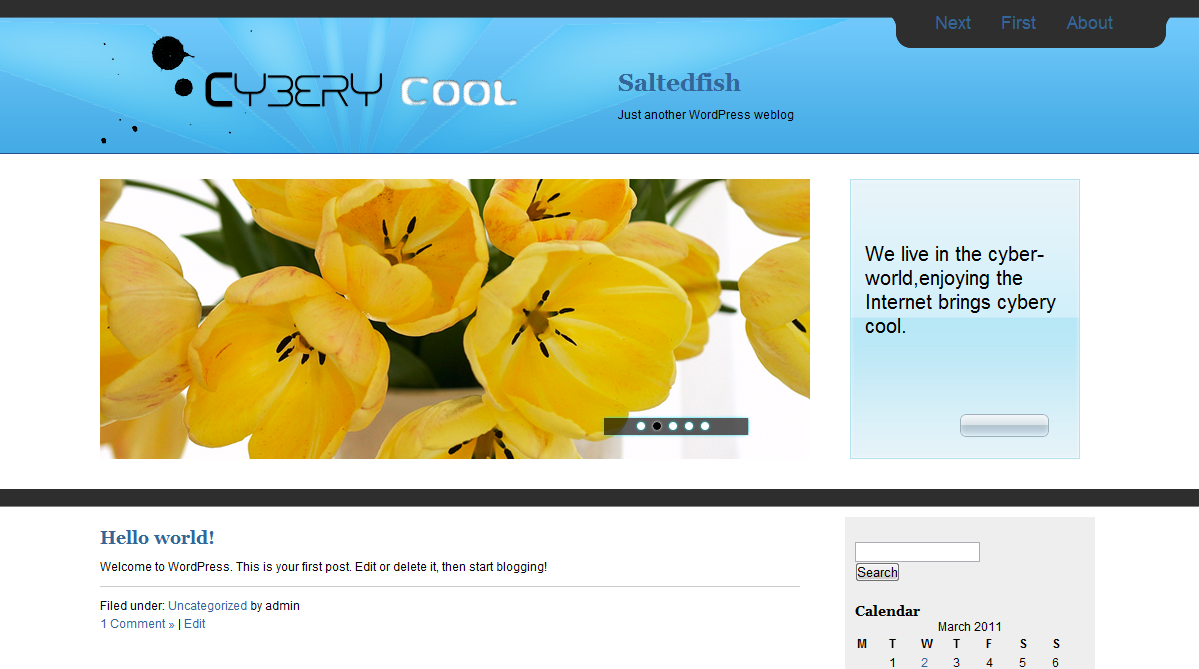 Next First About
CYBERY COOL
Saltedfish
Just another WordPress weblog
We live in the cyber-
world,enjoying the
Internet brings cybery
cool.
Hello world!
Welcome to WordPress. This is your first post. Edit or delete it, then start blogging!
Filed under: Uncategorized by admin
1 Comment » | Edit
Search
Calendar
March 2011
M T W T F S S
1 2 3 4 5 6